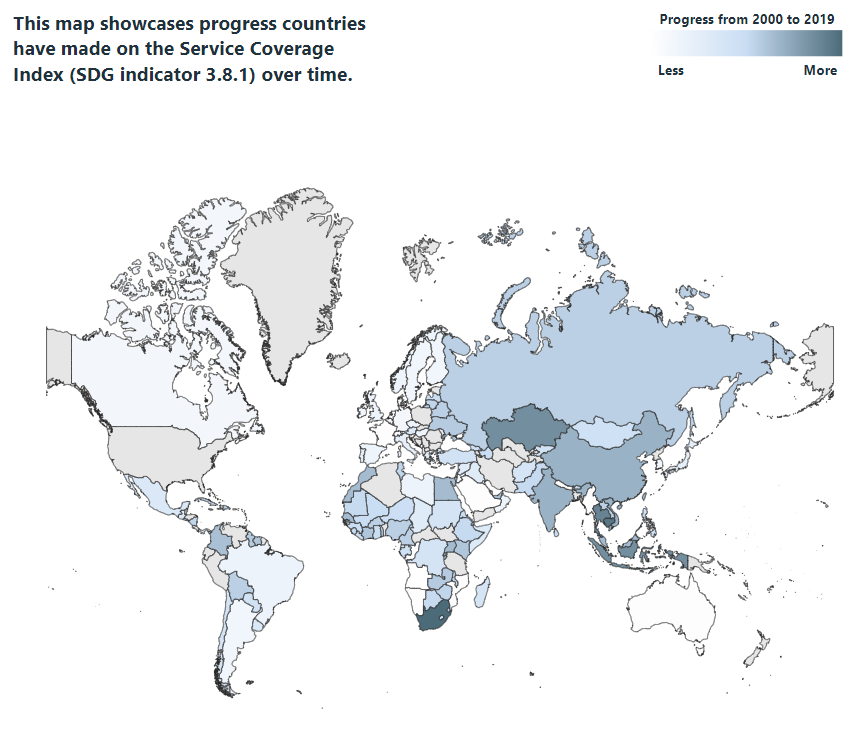 This map showcases progress countries
have made on the Service Coverage
Index (SDG indicator 3.8.1) over time.
Progress from 2000 to 2019
Less More